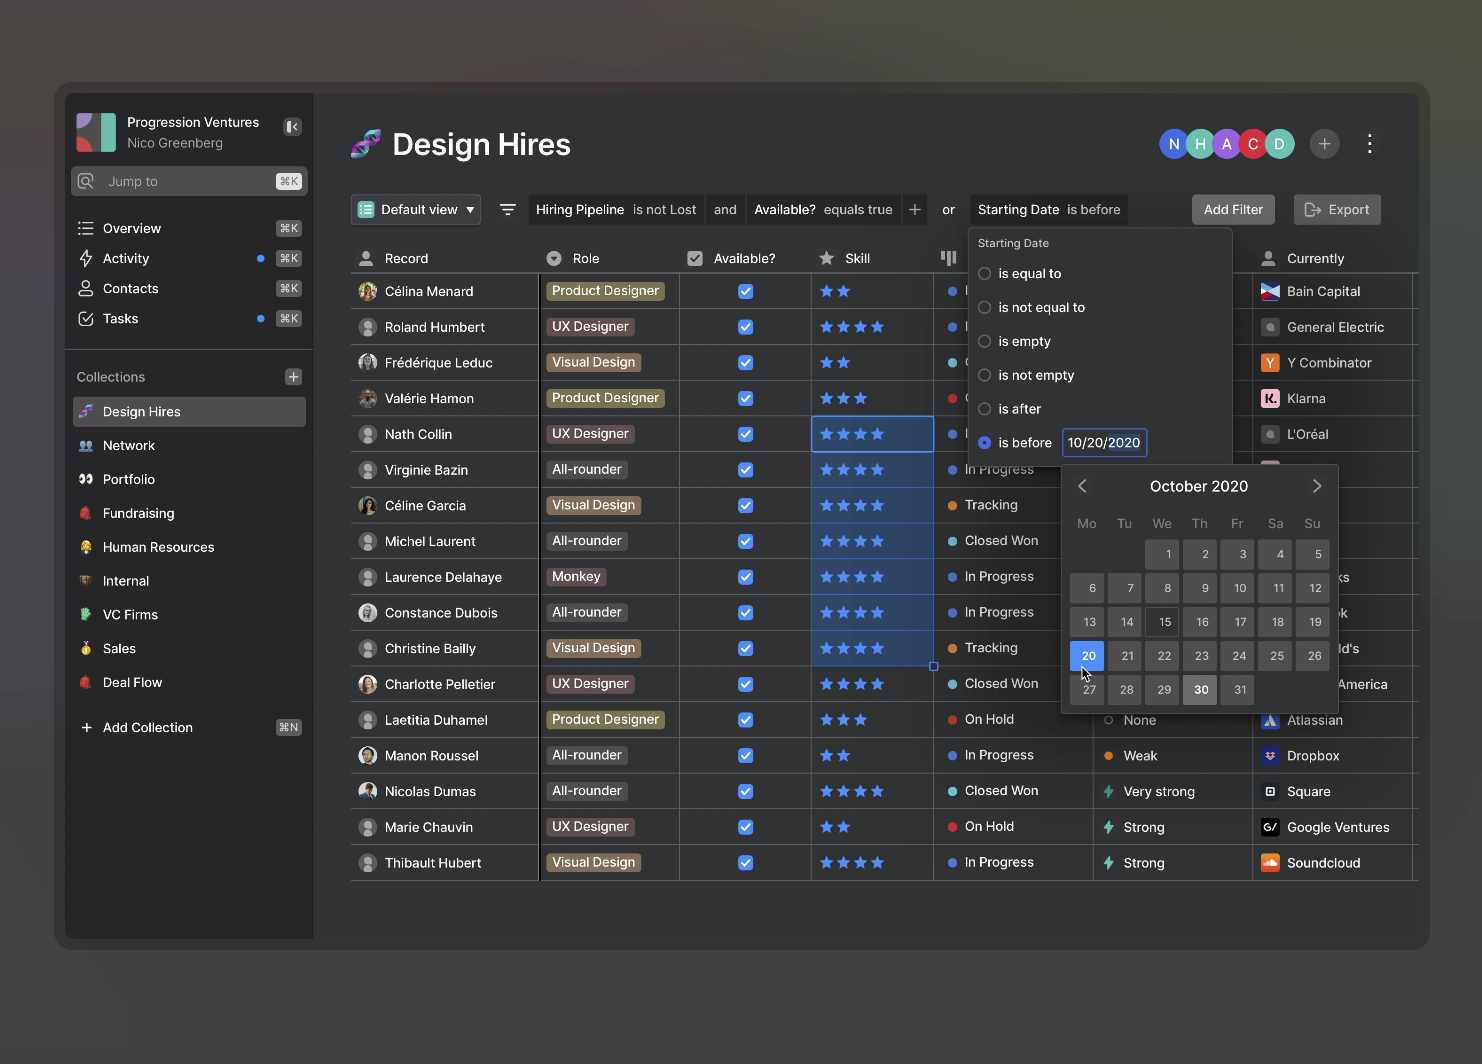 Progression Ventures
Nico Greenberg
Jump to ⌘K
Overview ⌘K
Activity ⌘K
Contacts ⌘K
Tasks ⌘K
Collections
Design Hires
Network
Portfolio
Fundraising
Human Resources
Internal
VC Firms
Sales
Deal Flow
Add Collection ⌘N
Design Hires
N H A C D
Default view Hiring Pipeline is not Lost and Available? equals true + or Starting Date is before Add Filter Export
Record Role Available? Skill Currently
Célina Menard Product Designer Bain Capital
Roland Humbert UX Designer General Electric
Frédérique Leduc Visual Design Y Combinator
Valérie Hamon Product Designer K. Klarna
Nath Collin UX Designer L'Oréal
Virginie Bazin All-rounder In Progress
Céline Garcia Visual Design Tracking
Michel Laurent All-rounder Closed Won
Laurence Delahaye Monkey In Progress ks
Constance Dubois All-rounder In Progress
Christine Bailly Visual Design Tracking ld's
Charlotte Pelletier UX Designer Closed Won America
Laetitia Duhamel Product Designer On Hold None Atlassian
Manon Roussel All-rounder In Progress Weak Dropbox
Nicolas Dumas All-rounder Closed Won Very strong Square
Marie Chauvin UX Designer On Hold Strong G/ Google Ventures
Thibault Hubert Visual Design In Progress Strong Soundcloud
Starting Date
is equal to
is not equal to
is empty
is not empty
is after
is before 10/20/2020
October 2020
Mo Tu We Th Fr Sa Su
1 2 3 4 5
6 7 8 9 10 11 12
13 14 15 16 17 18 19
20 21 22 23 24 25 26
27 28 29 30 31